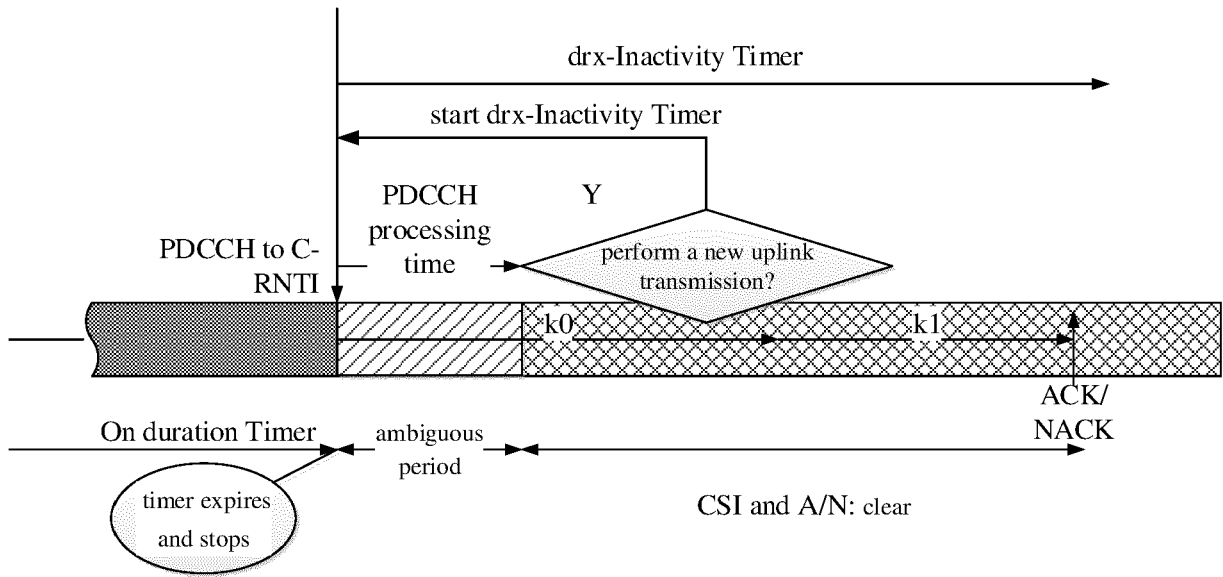 drx-Inactivity Timer
start drx-Inactivity Timer
PDCCH
processing
time
Y
PDCCH to C-
RNTI
perform a new uplink
transmission?
k0
k1
ACK/
NACK
On duration Timer
ambiguous
period
timer expires
and stops
CSI and A/N: clear